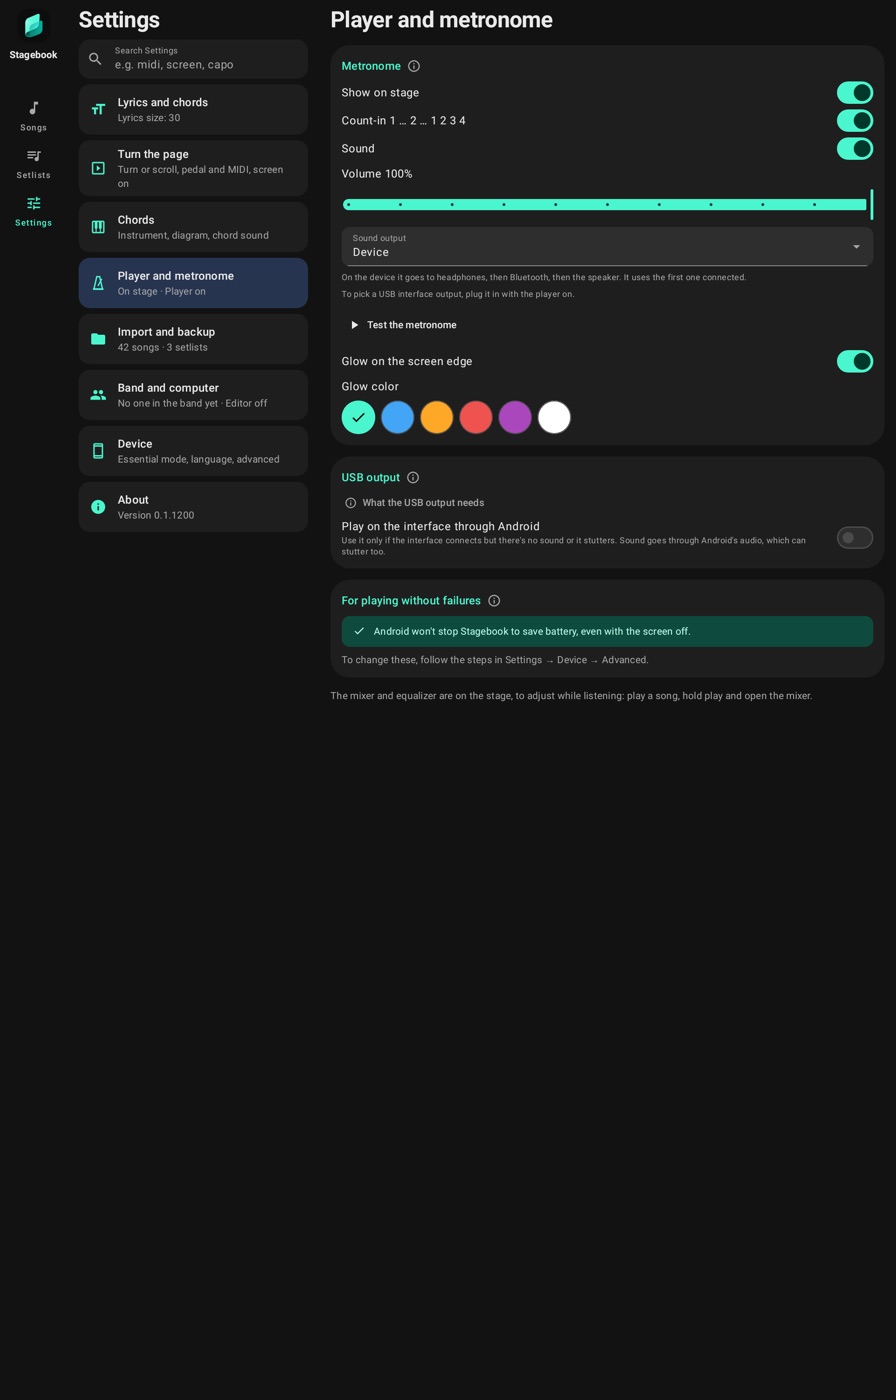 Stagebook
Songs
Setlists
Settings
Settings
Search Settings
e.g. midi, screen, capo
Lyrics and chords
Lyrics size: 30
Turn the page
Turn or scroll, pedal and MIDI, screen
on
Chords
Instrument, diagram, chord sound
Player and metronome
On stage · Player on
Import and backup
42 songs · 3 setlists
Band and computer
No one in the band yet · Editor off
Device
Essential mode, language, advanced
About
Version 0.1.1200
Player and metronome
Metronome
Show on stage
Count-in 1 … 2 … 1 2 3 4
Sound
Volume 100%
Sound output
Device
On the device it goes to headphones, then Bluetooth, then the speaker. It uses the first one connected.
To pick a USB interface output, plug it in with the player on.
Test the metronome
Glow on the screen edge
Glow color
USB output
What the USB output needs
Play on the interface through Android
Use it only if the interface connects but there's no sound or it stutters. Sound goes through Android's audio, which can
stutter too.
For playing without failures
Android won't stop Stagebook to save battery, even with the screen off.
To change these, follow the steps in Settings → Device → Advanced.
The mixer and equalizer are on the stage, to adjust while listening: play a song, hold play and open the mixer.